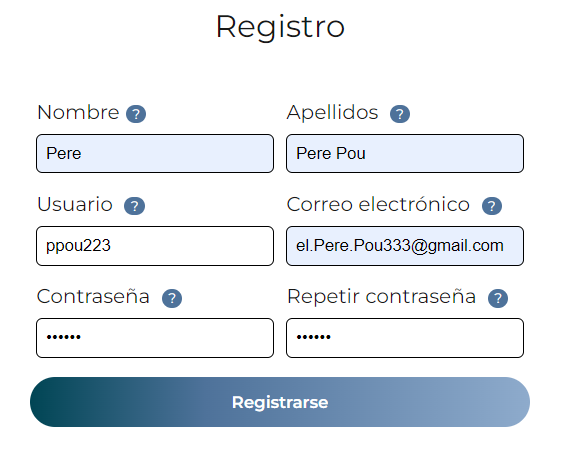 Registro
Nombre ? Apellidos ?
Pere Pere Pou
Usuario ? Correo electrónico ?
ppou223 el.Pere.Pou333@gmail.com
Contraseña ? Repetir contraseña ?
•••••• ••••••
Registrarse